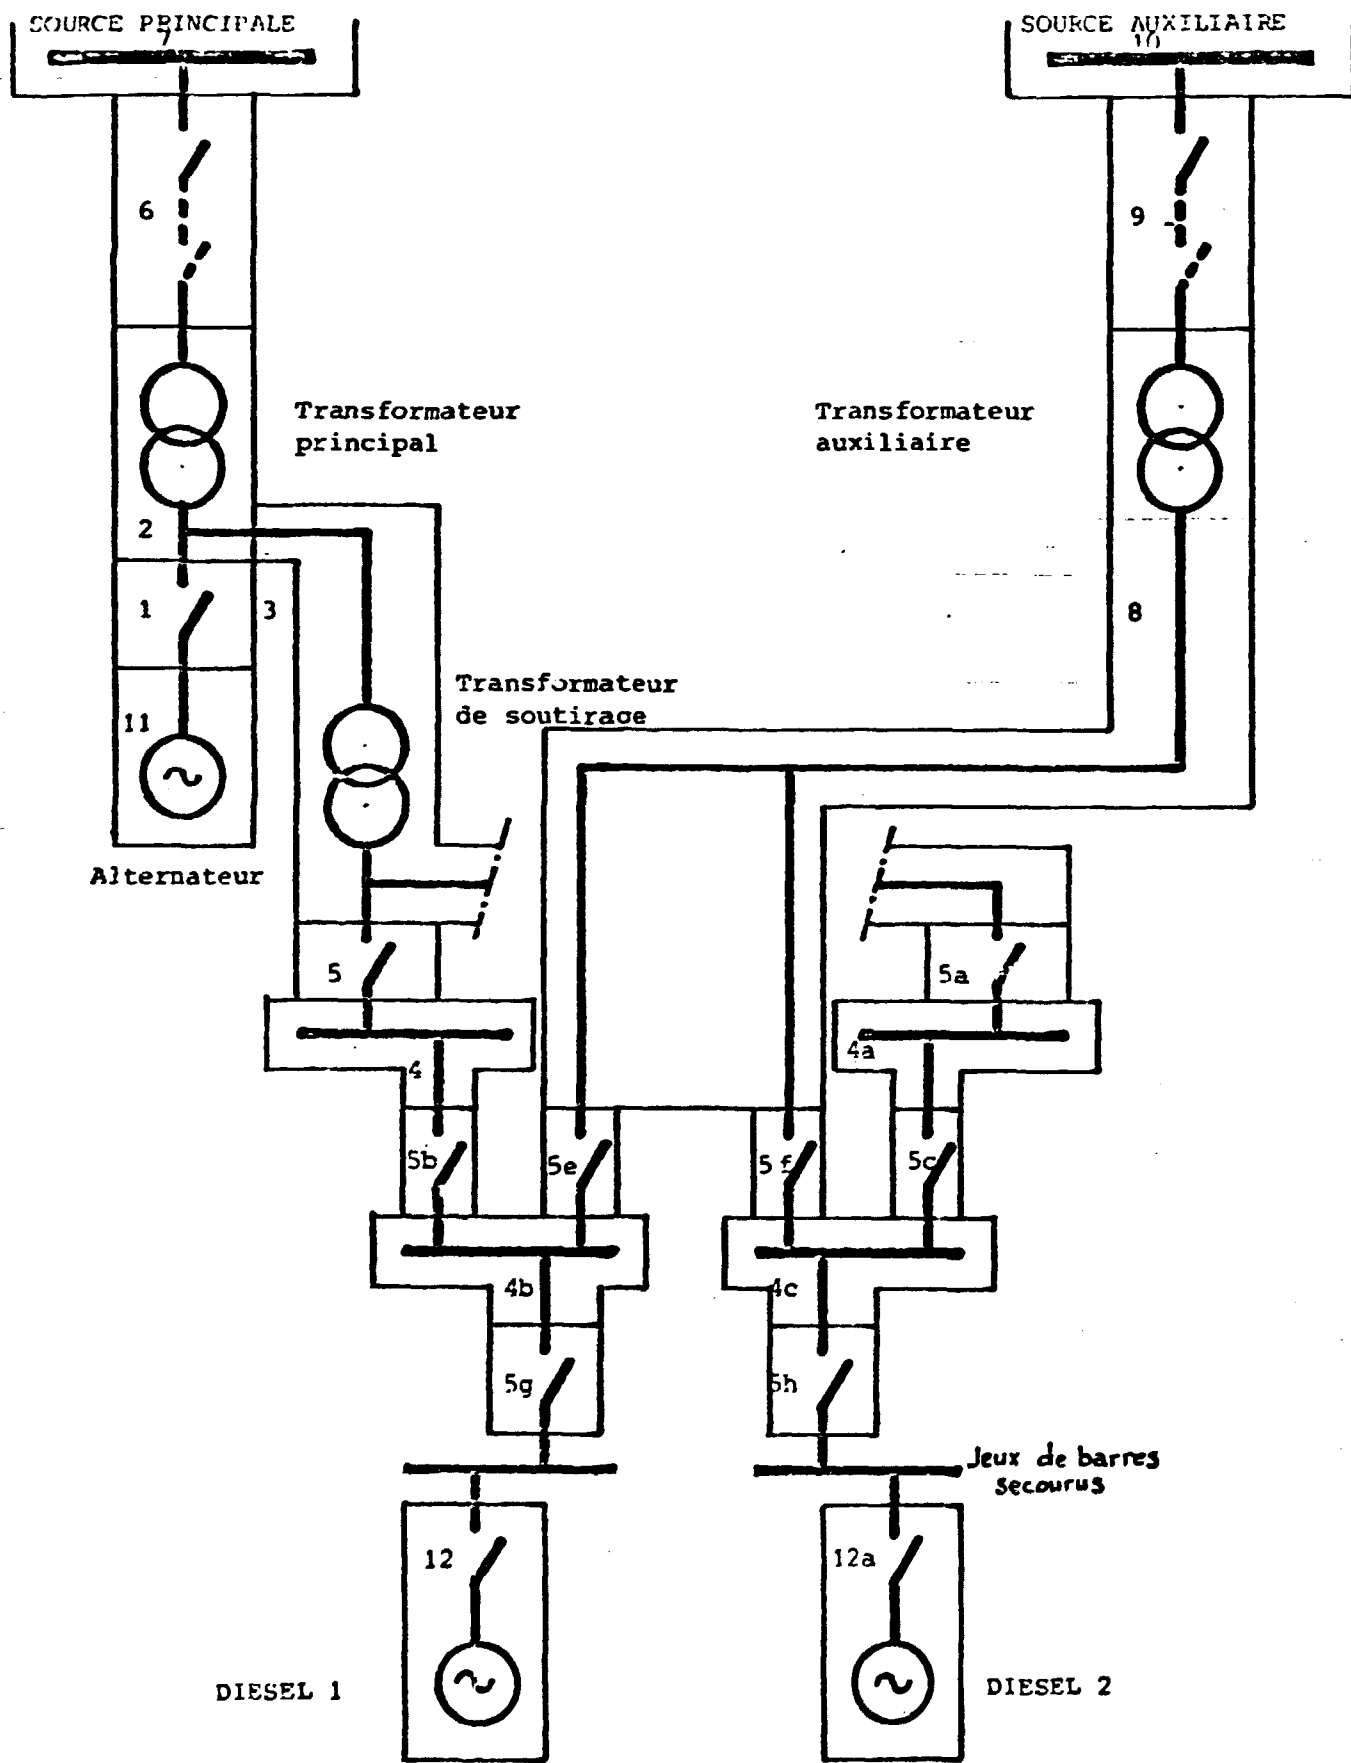 SOURCE PRINCIPALE
7
SOURCE AUXILIAIRE
10
6
9
Transformateur
principal
Transformateur
auxiliaire
2
1
3
8
11
Transformateur
de soutirage
Alternateur
5
5a
4
4a
5b
5e
5f
5c
4b
4c
5g
5h
Jeux de barres
secourus
12
12a
DIESEL 1
DIESEL 2